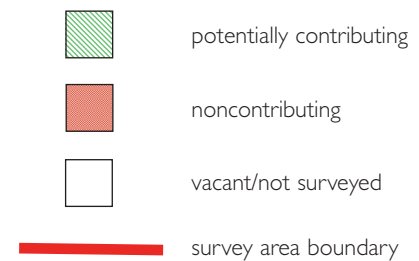 potentially contributing
noncontributing
vacant/not surveyed
survey area boundary